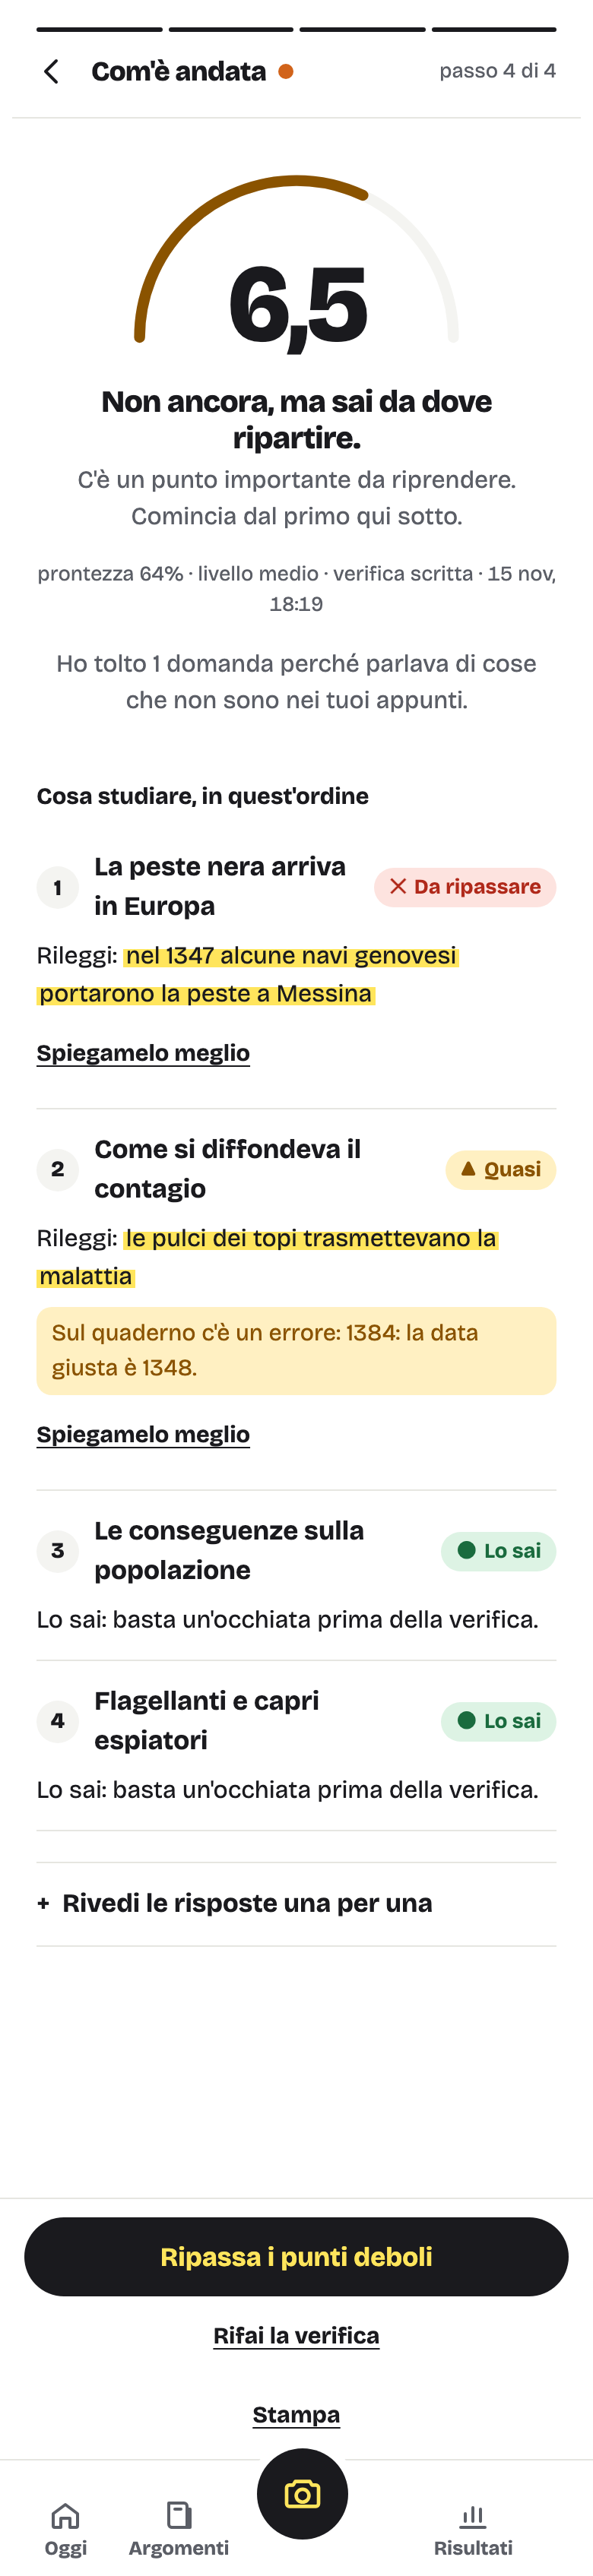 Com'è andata
passo 4 di 4
6,5
Non ancora, ma sai da dove
ripartire.
C'è un punto importante da riprendere.
Comincia dal primo qui sotto.
prontezza 64% · livello medio · verifica scritta · 15 nov,
18:19
Ho tolto 1 domanda perché parlava di cose
che non sono nei tuoi appunti.
Cosa studiare, in quest'ordine
1
La peste nera arriva
in Europa
Da ripassare
Rileggi: nel 1347 alcune navi genovesi
portarono la peste a Messina
Spiegamelo meglio
2
Come si diffondeva il
contagio
Quasi
Rileggi: le pulci dei topi trasmettevano la
malattia
Sul quaderno c'è un errore: 1384: la data
giusta è 1348.
Spiegamelo meglio
3
Le conseguenze sulla
popolazione
Lo sai
Lo sai: basta un'occhiata prima della verifica.
4
Flagellanti e capri
espiatori
Lo sai
Lo sai: basta un'occhiata prima della verifica.
+ Rivedi le risposte una per una
Ripassa i punti deboli
Rifai la verifica
Stampa
Oggi
Argomenti
Risultati